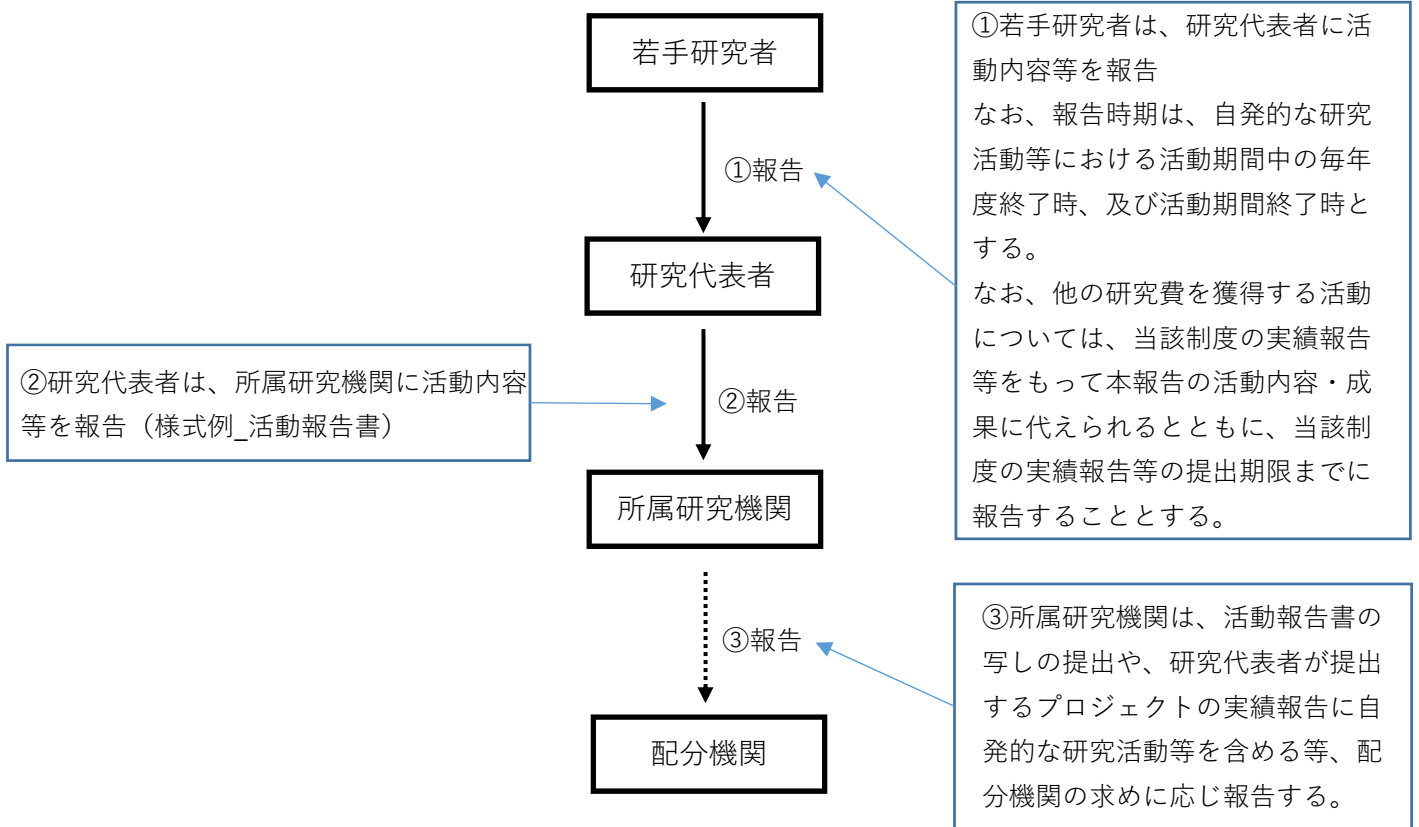 若手研究者
①若手研究者は、研究代表者に活
動内容等を報告
なお、報告時期は、自発的な研究
活動等における活動期間中の毎年
度終了時、及び活動期間終了時と
する。
なお、他の研究費を獲得する活動
については、当該制度の実績報告
等をもって本報告の活動内容・成
果に代えられるとともに、当該制
度の実績報告等の提出期限までに
報告することとする。
①報告
研究代表者
②研究代表者は、所属研究機関に活動内容
等を報告（様式例_活動報告書）
②報告
所属研究機関
③報告
③所属研究機関は、活動報告書の
写しの提出や、研究代表者が提出
するプロジェクトの実績報告に自
発的な研究活動等を含める等、配
分機関の求めに応じ報告する。
配分機関